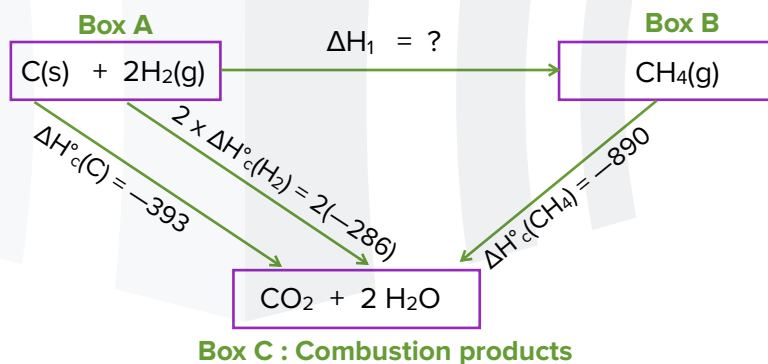 Box A
Box B
ΔH₁ = ?
C(s) + 2H₂(g)
CH₄(g)
ΔH°c(C) = –393
2 x ΔH°c(H₂) = 2(–286)
ΔH°c(CH₄) = –890
CO₂ + 2 H₂O
Box C : Combustion products